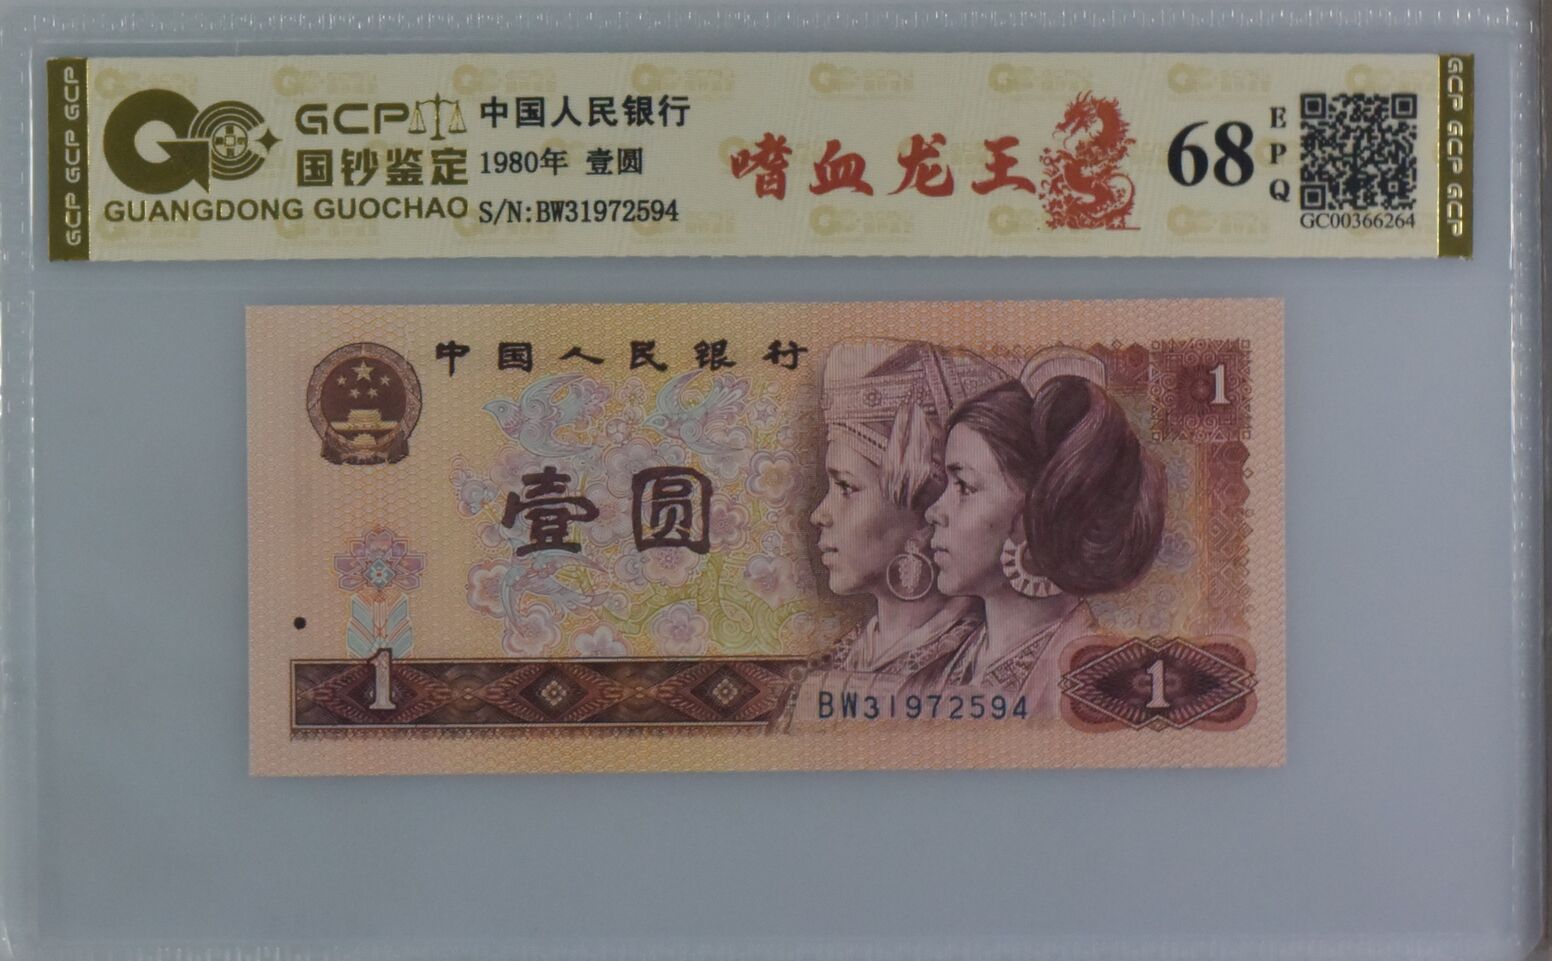 GCP GCP GCP
GCP
国钞鉴定
GUANGDONG GUOCHAO
中国人民银行
1980年 壹圆
S/N:BW31972594
嗜血龙王
68
EPQ
GC00366264
GCP GCP GCP
中国人民银行
1
壹圆
1
BW31972594
1